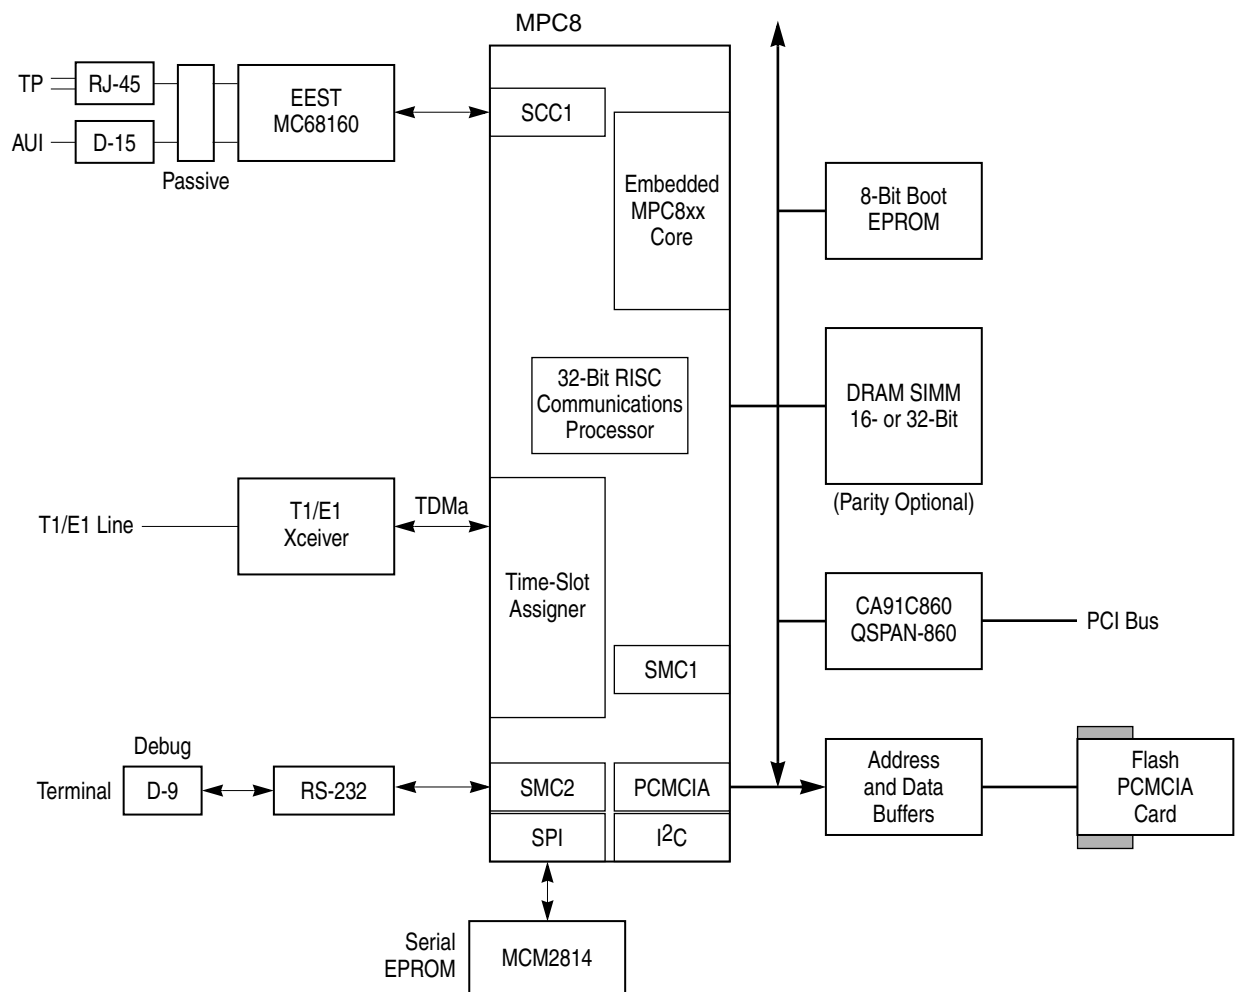 MPC8
TP
RJ-45
EEST
MC68160
SCC1
AUI
D-15
Passive
Embedded
MPC8xx
Core
8-Bit Boot
EPROM
32-Bit RISC
Communications
Processor
DRAM SIMM
16- or 32-Bit
(Parity Optional)
T1/E1 Line
T1/E1
Xceiver
TDMa
Time-Slot
Assigner
CA91C860
QSPAN-860
PCI Bus
SMC1
Debug
Terminal
D-9
RS-232
SMC2
PCMCIA
Address
and Data
Buffers
Flash
PCMCIA
Card
SPI
I2C
Serial
EPROM
MCM2814